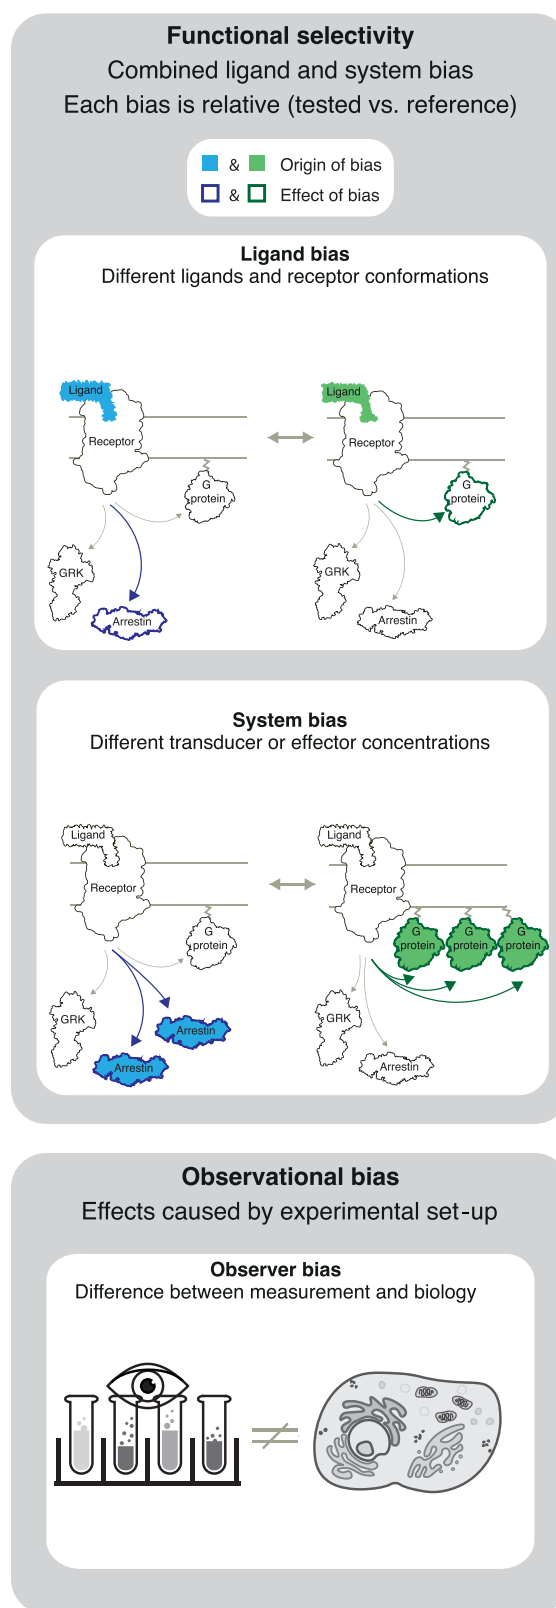 Functional selectivity
Combined ligand and system bias
Each bias is relative (tested vs. reference)
& Origin of bias
& Effect of bias
Ligand bias
Different ligands and receptor conformations
Ligand
Receptor
G
protein
GRK
Arrestin
Ligand
Receptor
G
protein
GRK
Arrestin
System bias
Different transducer or effector concentrations
Ligand
Receptor
G
protein
GRK
Arrestin
Arrestin
Ligand
Receptor
G
protein
G
protein
G
protein
GRK
Arrestin
Observational bias
Effects caused by experimental set-up
Observer bias
Difference between measurement and biology